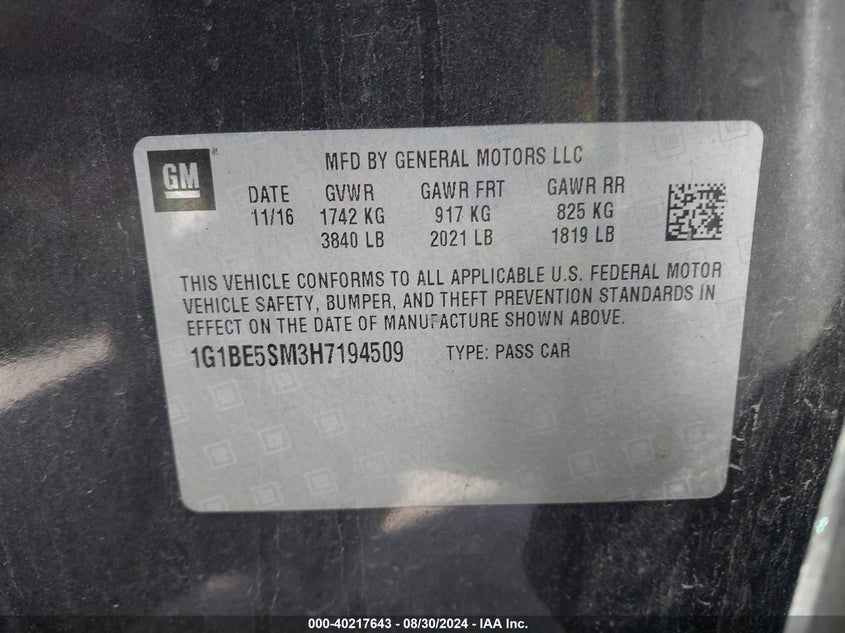 GM ®
MFD BY GENERAL MOTORS LLC
DATE GVWR GAWR FRT GAWR RR
11/16 1742 KG 917 KG 825 KG
3840 LB 2021 LB 1819 LB
THIS VEHICLE CONFORMS TO ALL APPLICABLE U.S. FEDERAL MOTOR
VEHICLE SAFETY, BUMPER, AND THEFT PREVENTION STANDARDS IN
EFFECT ON THE DATE OF MANUFACTURE SHOWN ABOVE.
1G1BE5SM3H7194509 TYPE: PASS CAR
000-40217643 - 08/30/2024 - IAA Inc.